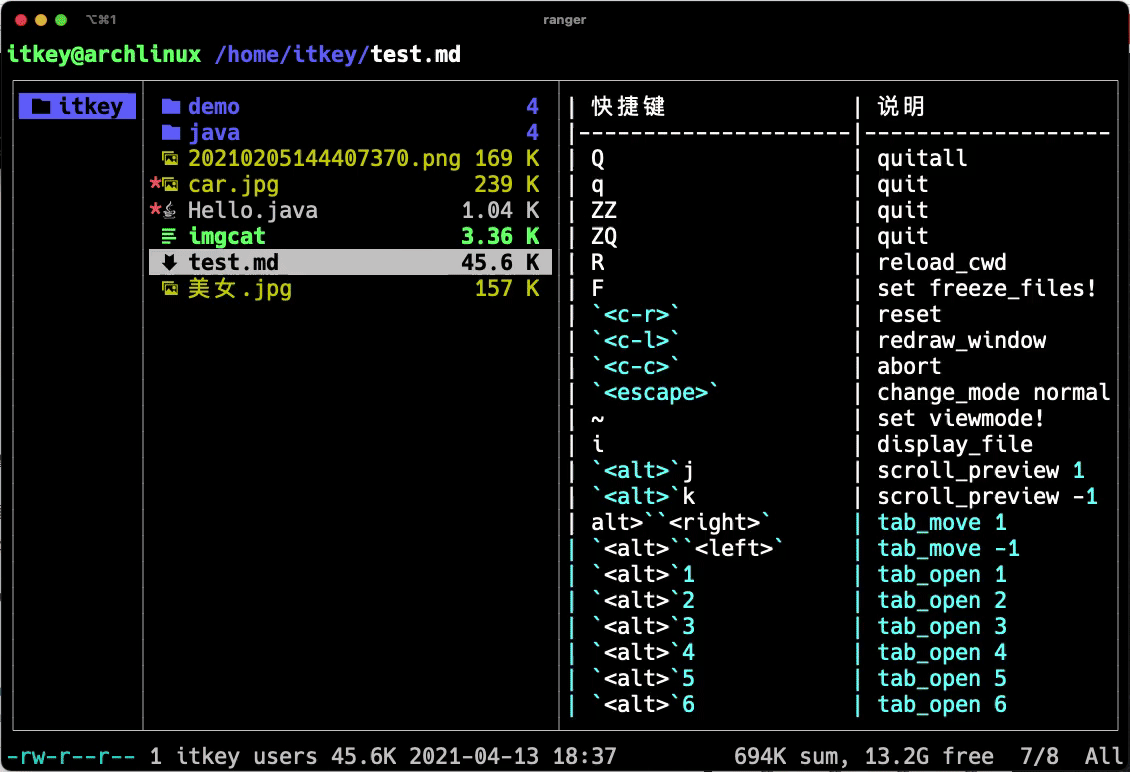 ⌥⌘1 ranger
itkey@archlinux /home/itkey/test.md
itkey
demo 4
java 4
20210205144407370.png 169 K
*car.jpg 239 K
*Hello.java 1.04 K
imgcat 3.36 K
test.md 45.6 K
美女.jpg 157 K
| 快捷键 | 说明
|---------------------|-------------------
| Q | quitall
| q | quit
| ZZ | quit
| ZQ | quit
| R | reload_cwd
| F | set freeze_files!
| `<c-r>` | reset
| `<c-l>` | redraw_window
| `<c-c>` | abort
| `<escape>` | change_mode normal
| ~ | set viewmode!
| i | display_file
| `<alt>`j | scroll_preview 1
| `<alt>`k | scroll_preview -1
| alt>``<right>` | tab_move 1
| `<alt>``<left>` | tab_move -1
| `<alt>`1 | tab_open 1
| `<alt>`2 | tab_open 2
| `<alt>`3 | tab_open 3
| `<alt>`4 | tab_open 4
| `<alt>`5 | tab_open 5
| `<alt>`6 | tab_open 6
-rw-r--r-- 1 itkey users 45.6K 2021-04-13 18:37 694K sum, 13.2G free 7/8 All